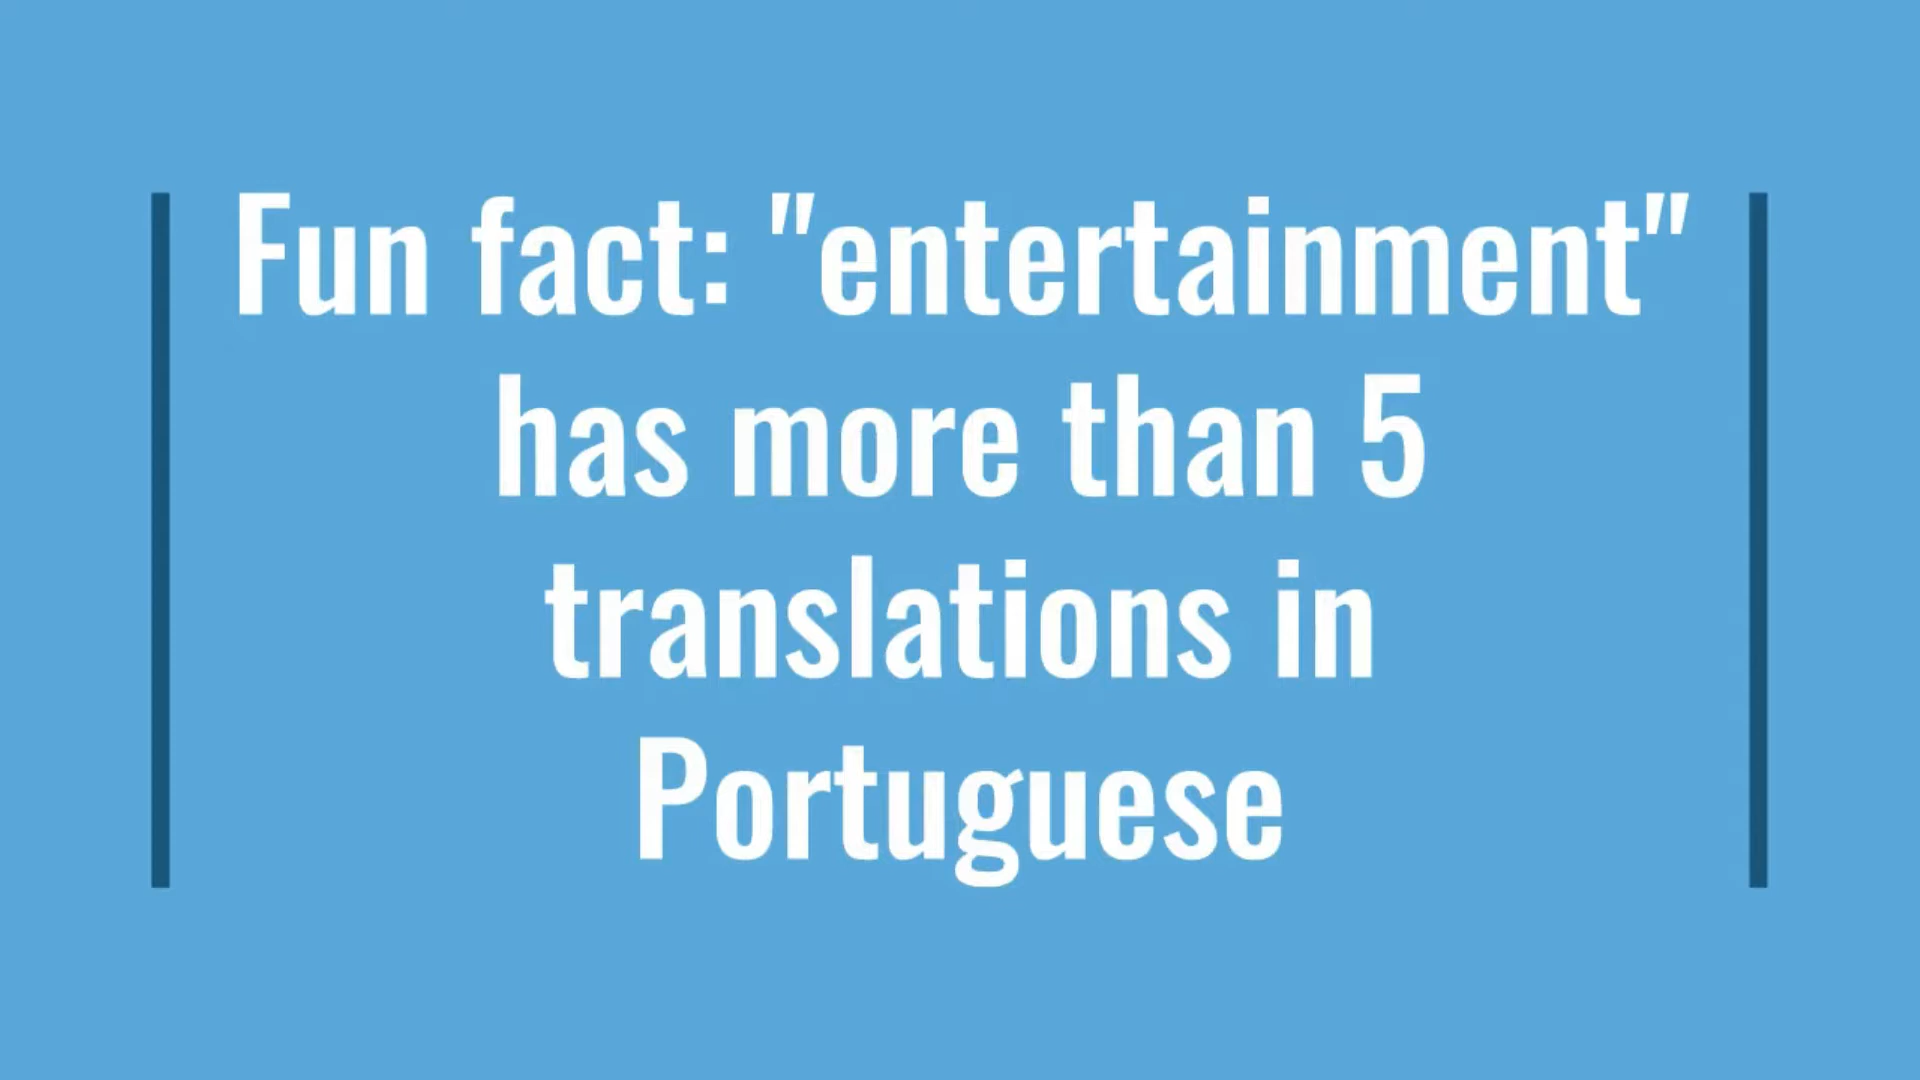 Fun fact: "entertainment"
has more than 5
translations in
Portuguese